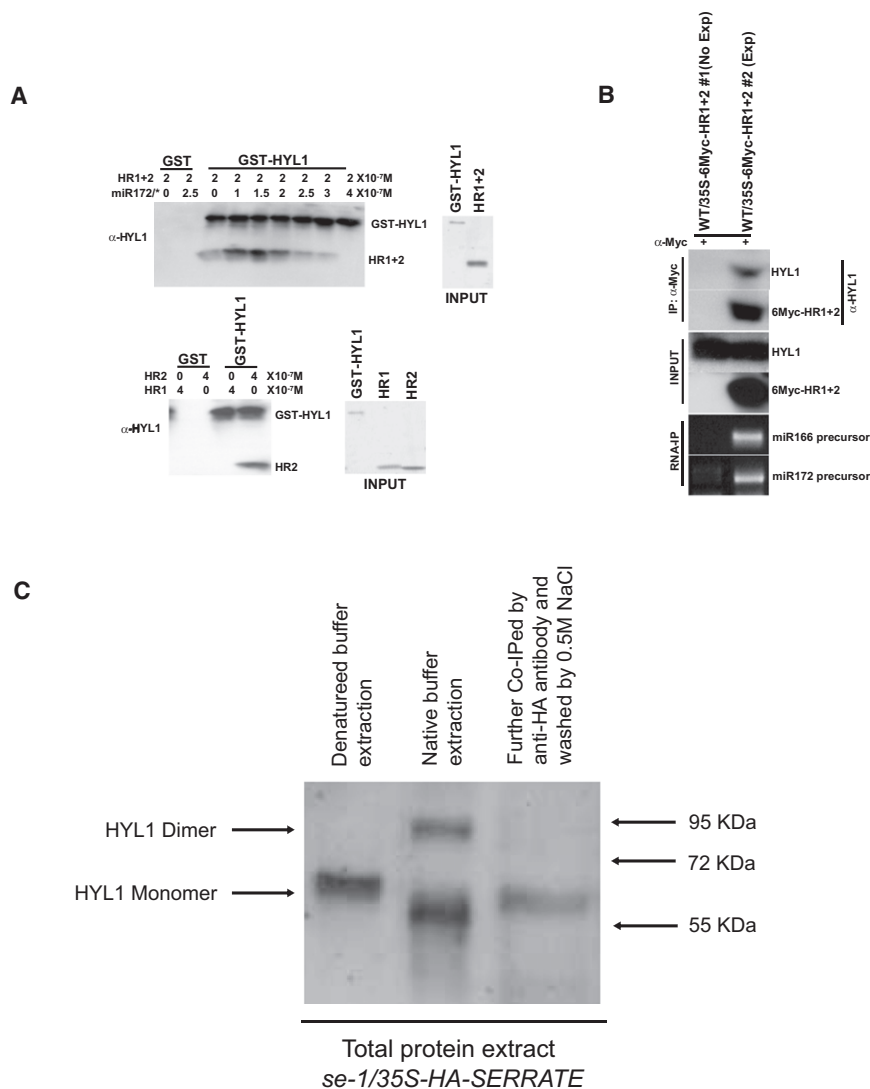 A
GST GST-HYL1
HR1+2 2 2 2 2 2 2 2 2 2 X10-7M
miR172/* 0 2.5 0 1 1.5 2 2.5 3 4 X10-7M
α-HYL1
GST-HYL1
HR1+2
GST-HYL1
HR1+2
INPUT
GST
GST-HYL1
HR2 0 4 0 4 X10-7M
HR1 4 0 4 0 X10-7M
α-HYL1
GST-HYL1
HR2
GST-HYL1
HR1
HR2
INPUT
B
WT/35S-6Myc-HR1+2 #1(No Exp)
WT/35S-6Myc-HR1+2 #2 (Exp)
α-Myc + +
IP: α-Myc
HYL1
6Myc-HR1+2
α-HYL1
INPUT
HYL1
6Myc-HR1+2
RNA-IP
miR166 precursor
miR172 precursor
C
Denatureed buffer
extraction
Native buffer
extraction
Further Co-IPed by
anti-HA antibody and
washed by 0.5M NaCl
HYL1 Dimer
HYL1 Monomer
95 KDa
72 KDa
55 KDa
Total protein extract
se-1/35S-HA-SERRATE